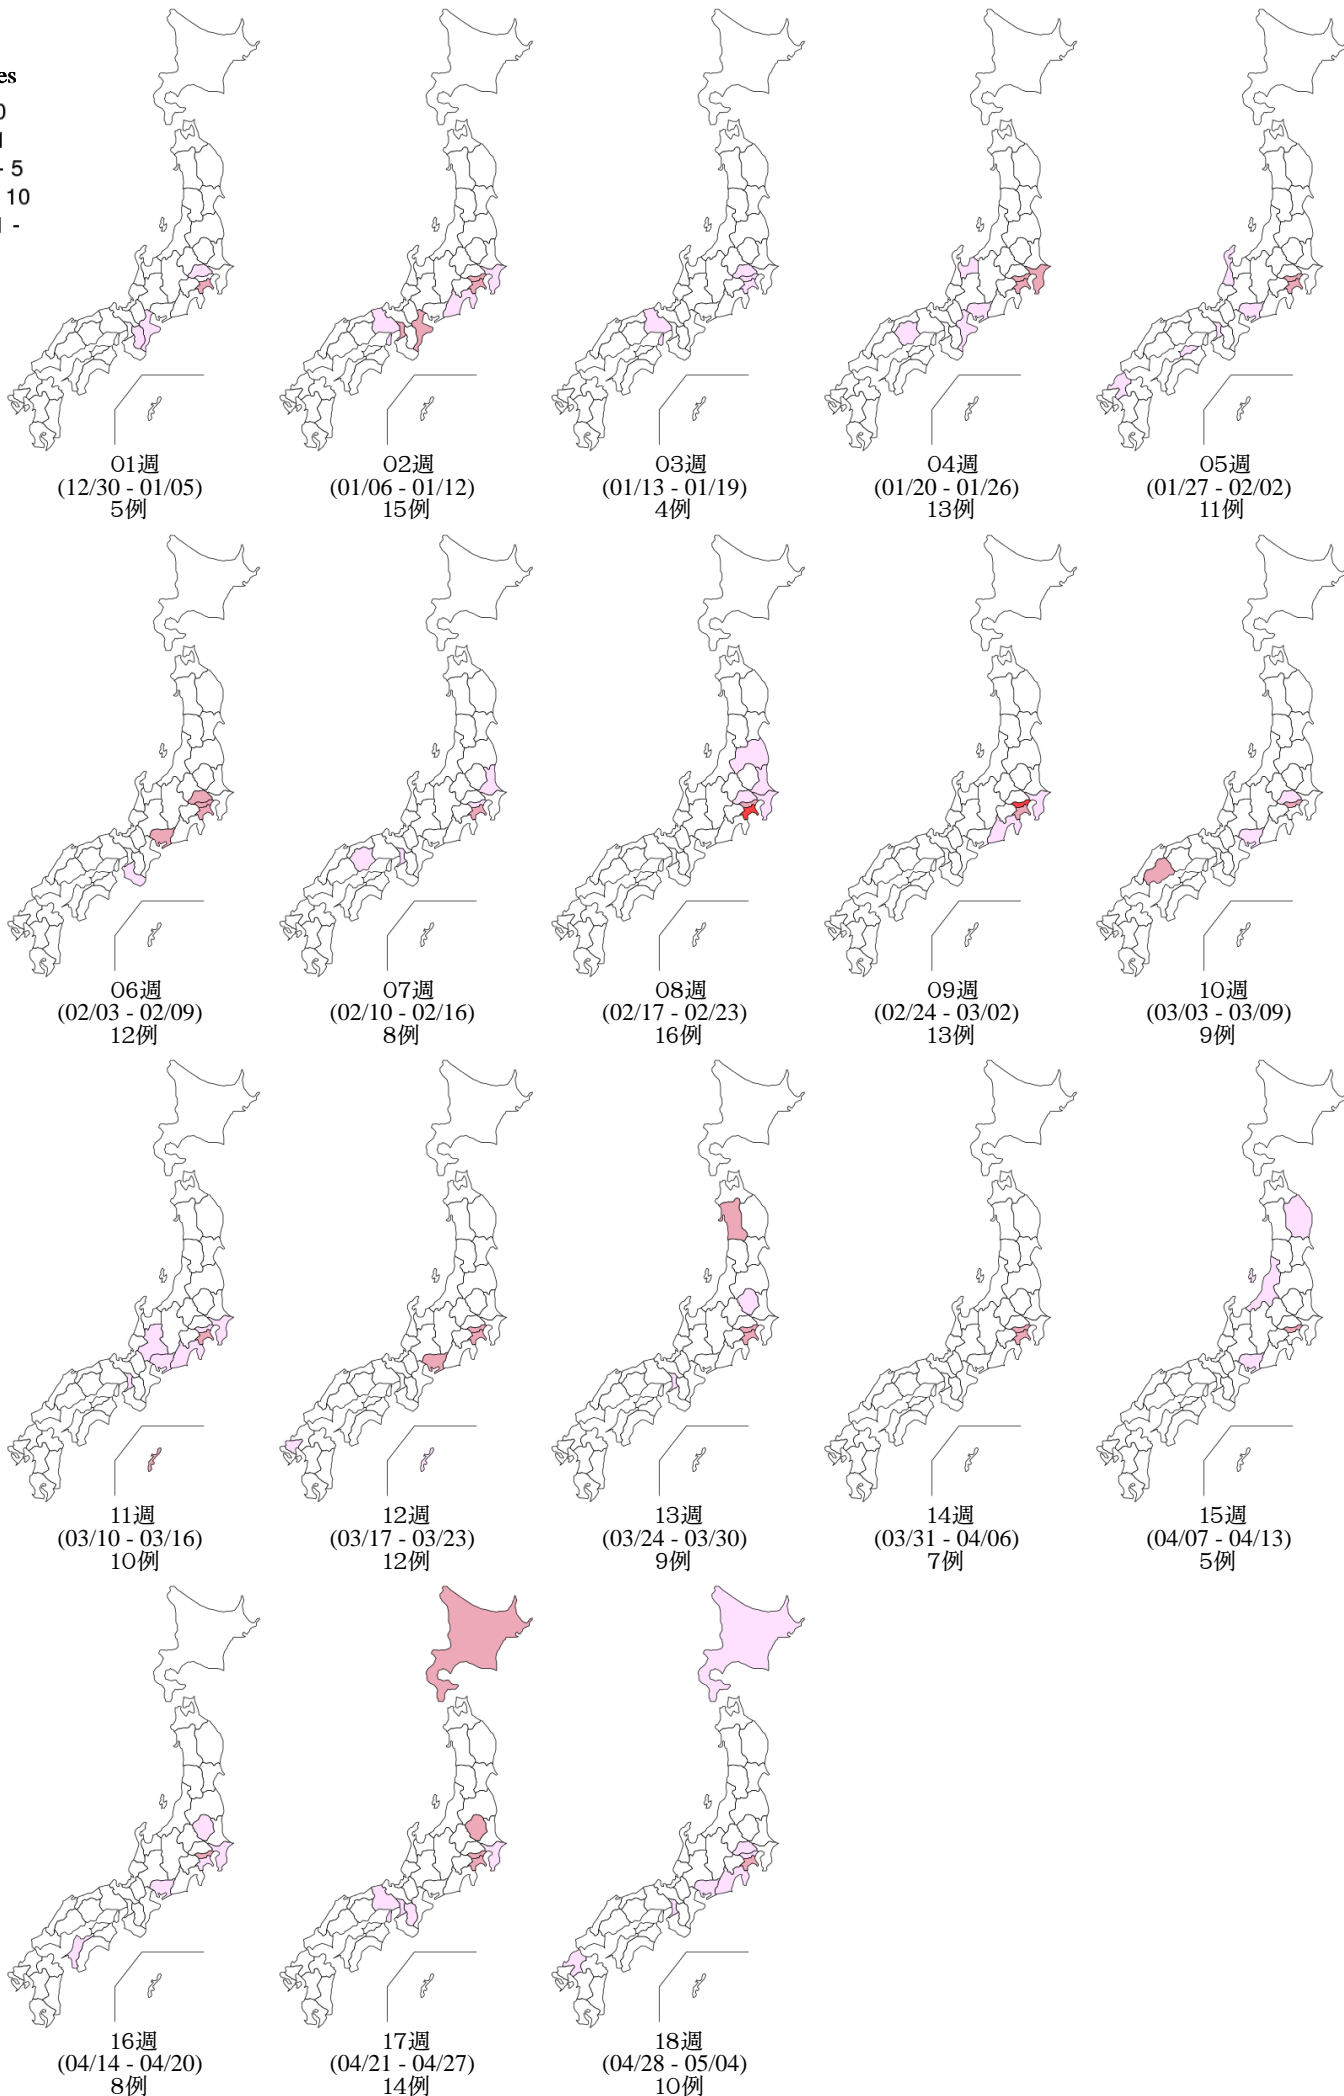 es
0
1
- 5
10
-
01週
(12/30 - 01/05)
5例
02週
(01/06 - 01/12)
15例
03週
(01/13 - 01/19)
4例
04週
(01/20 - 01/26)
13例
05週
(01/27 - 02/02)
11例
06週
(02/03 - 02/09)
12例
07週
(02/10 - 02/16)
8例
08週
(02/17 - 02/23)
16例
09週
(02/24 - 03/02)
13例
10週
(03/03 - 03/09)
9例
11週
(03/10 - 03/16)
10例
12週
(03/17 - 03/23)
12例
13週
(03/24 - 03/30)
9例
14週
(03/31 - 04/06)
7例
15週
(04/07 - 04/13)
5例
16週
(04/14 - 04/20)
8例
17週
(04/21 - 04/27)
14例
18週
(04/28 - 05/04)
10例